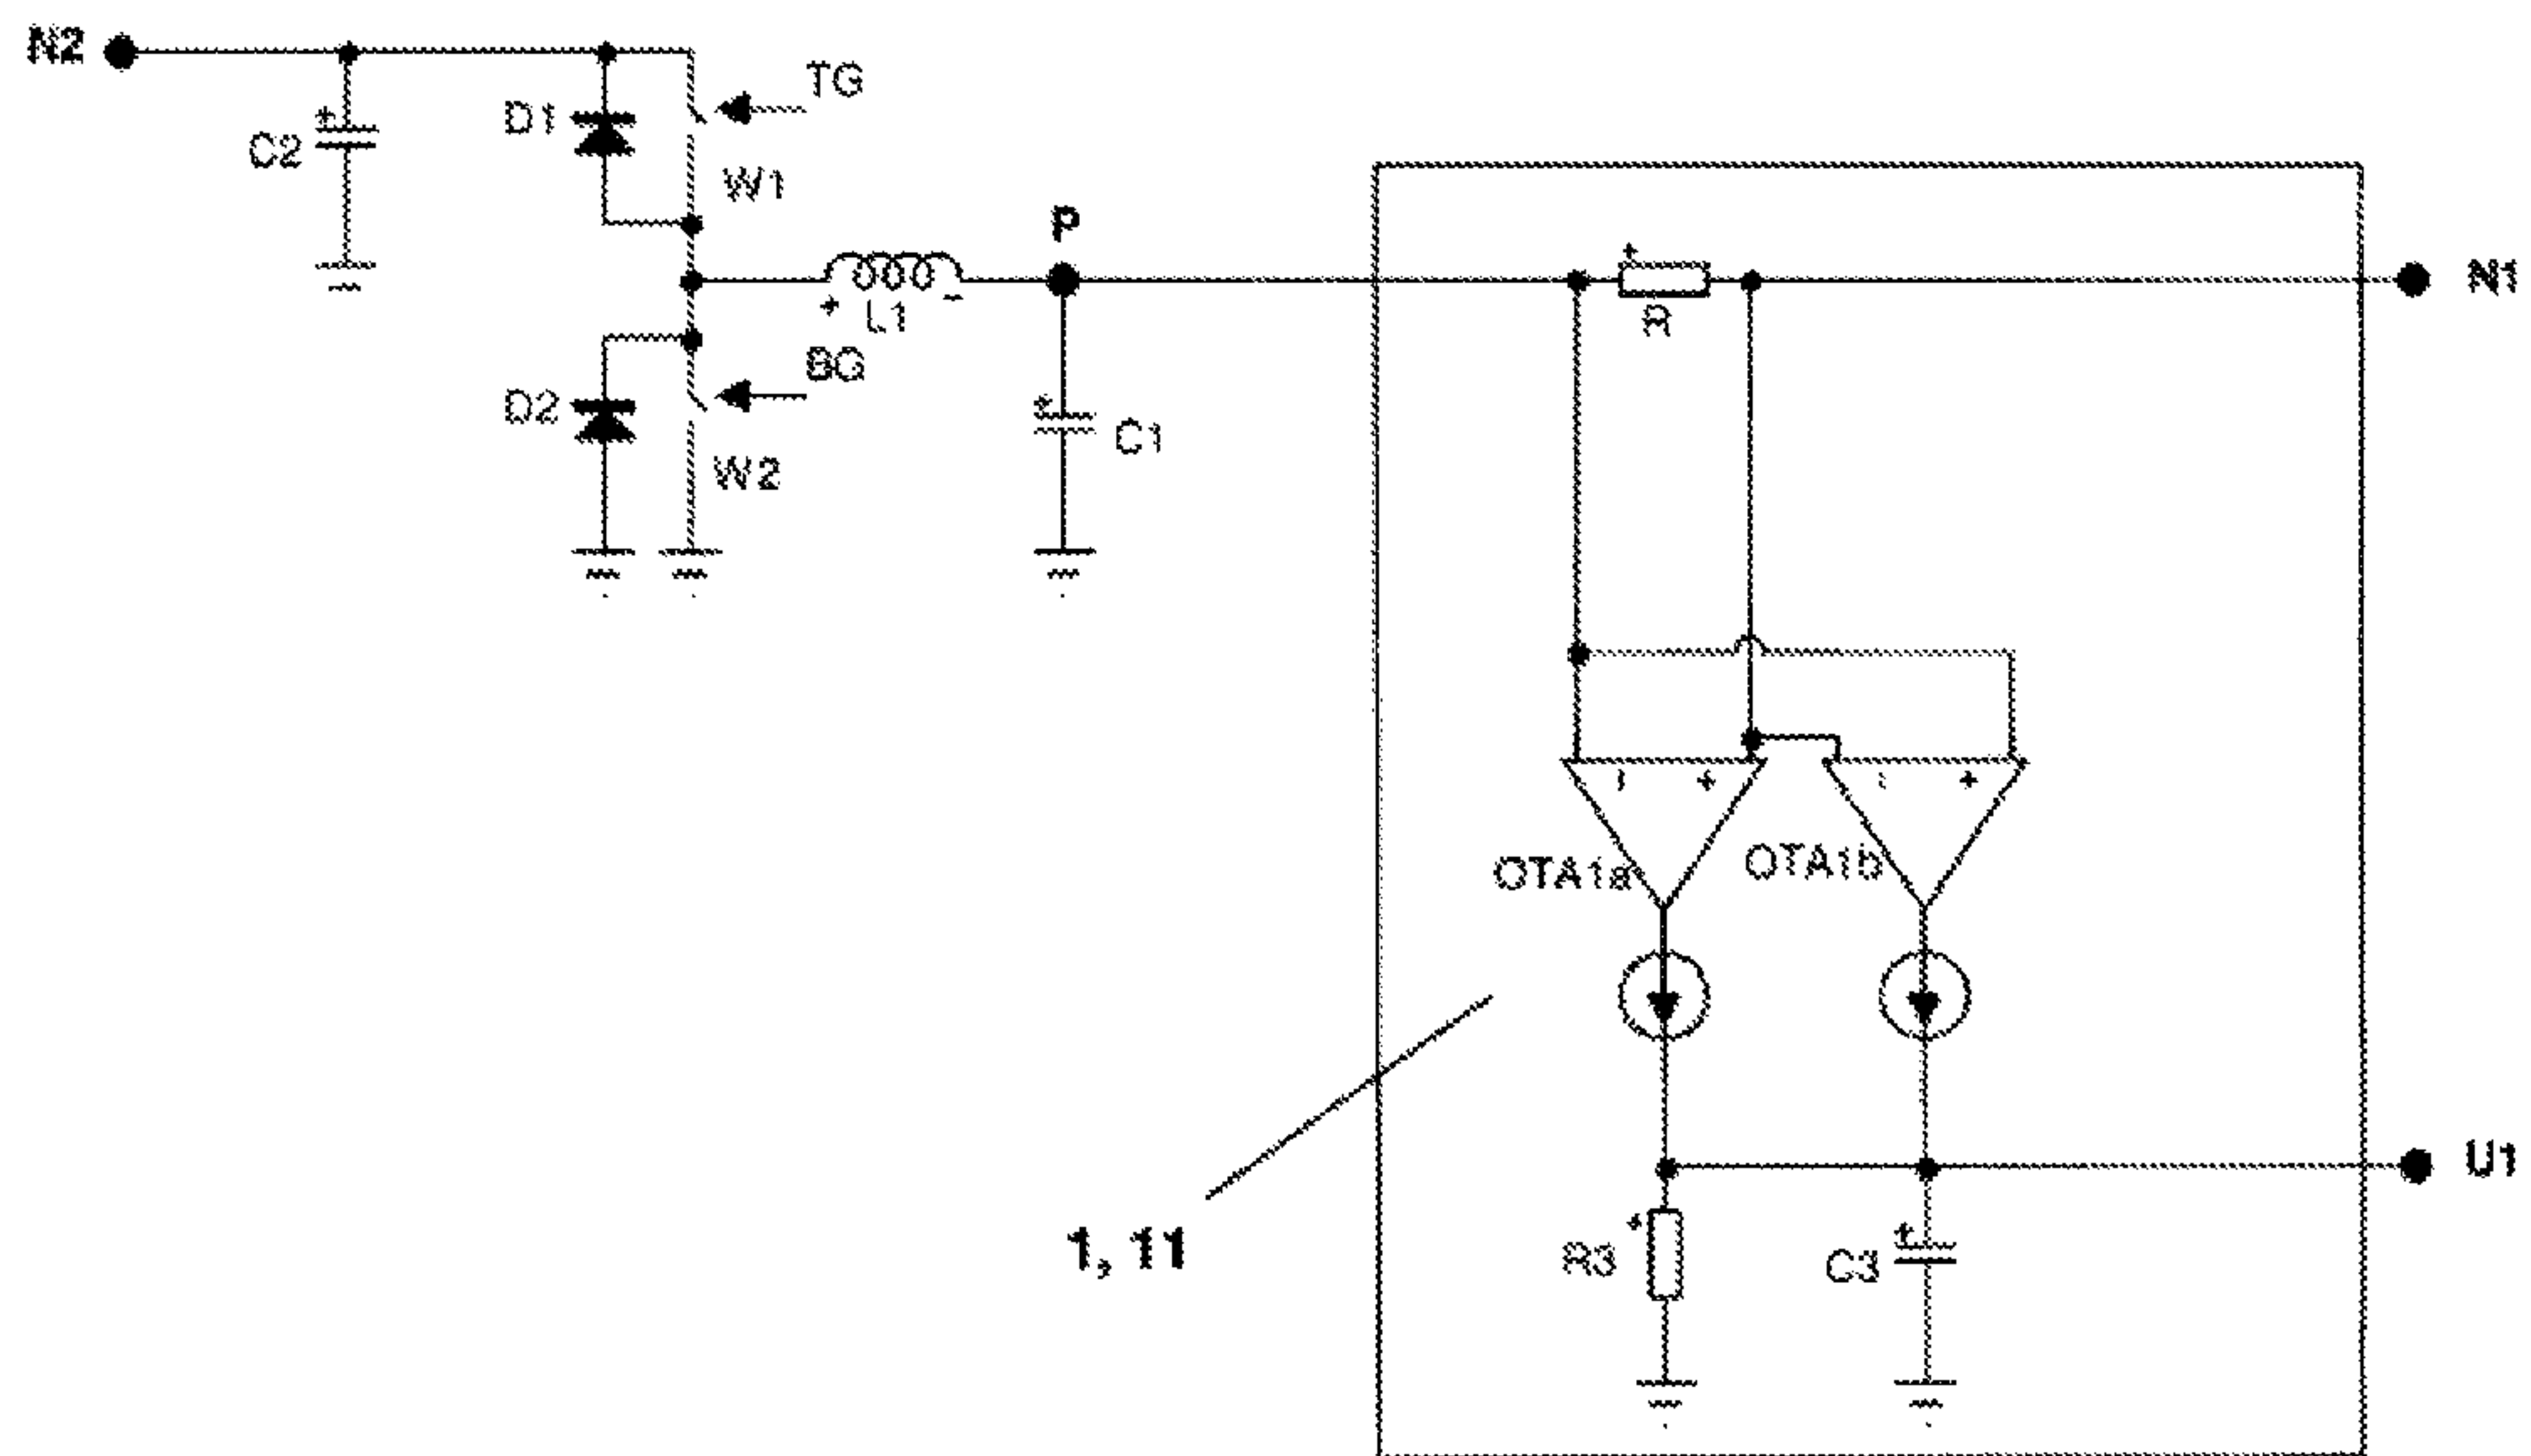 N2
TG
D1
C2
W1
P
+ L1 -
N1
R
BG
D2
C1
W2
- +
- +
OTA1a
OTA1b
U1
1, 11
R3
C3